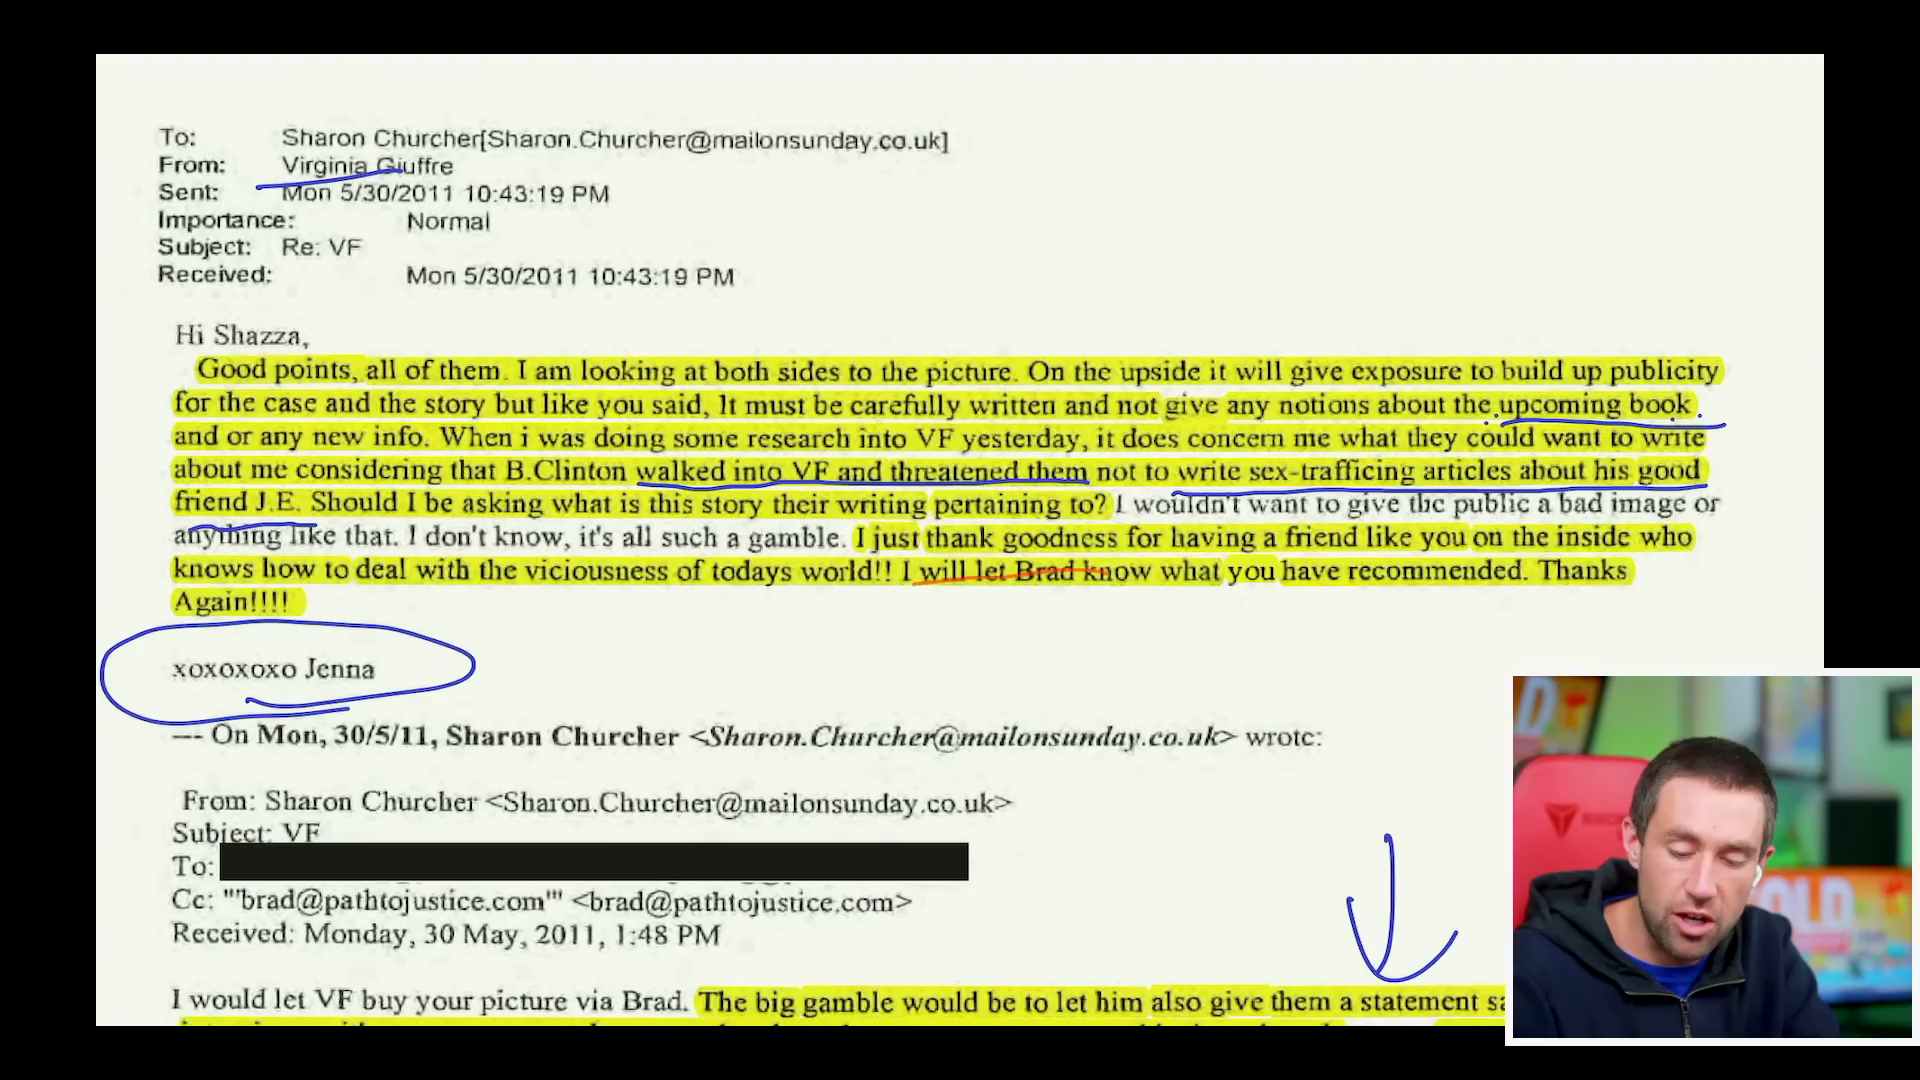 To: Sharon Churcher[Sharon.Churcher@mailonsunday.co.uk]
From: Virginia Giuffre
Sent: Mon 5/30/2011 10:43:19 PM
Importance: Normal
Subject: Re: VF
Received: Mon 5/30/2011 10:43:19 PM
Hi Shazza,
Good points, all of them. I am looking at both sides to the picture. On the upside it will give exposure to build up publicity
for the case and the story but like you said, It must be carefully written and not give any notions about the upcoming book
and or any new info. When i was doing some research into VF yesterday, it does concern me what they could want to write
about me considering that B.Clinton walked into VF and threatened them not to write sex-trafficing articles about his good
friend J.E. Should I be asking what is this story their writing pertaining to? I wouldn't want to give the public a bad image or
anything like that. I don't know, it's all such a gamble. I just thank goodness for having a friend like you on the inside who
knows how to deal with the viciousness of todays world!! I will let Brad know what you have recommended. Thanks
Again!!!!
xoxoxoxo Jenna
--- On Mon, 30/5/11, Sharon Churcher <Sharon.Churcher@mailonsunday.co.uk> wrote:
From: Sharon Churcher <Sharon.Churcher@mailonsunday.co.uk>
Subject: VF
To:
Cc: "'brad@pathtojustice.com'" <brad@pathtojustice.com>
Received: Monday, 30 May, 2011, 1:48 PM
I would let VF buy your picture via Brad. The big gamble would be to let him also give them a statement sa
OLD